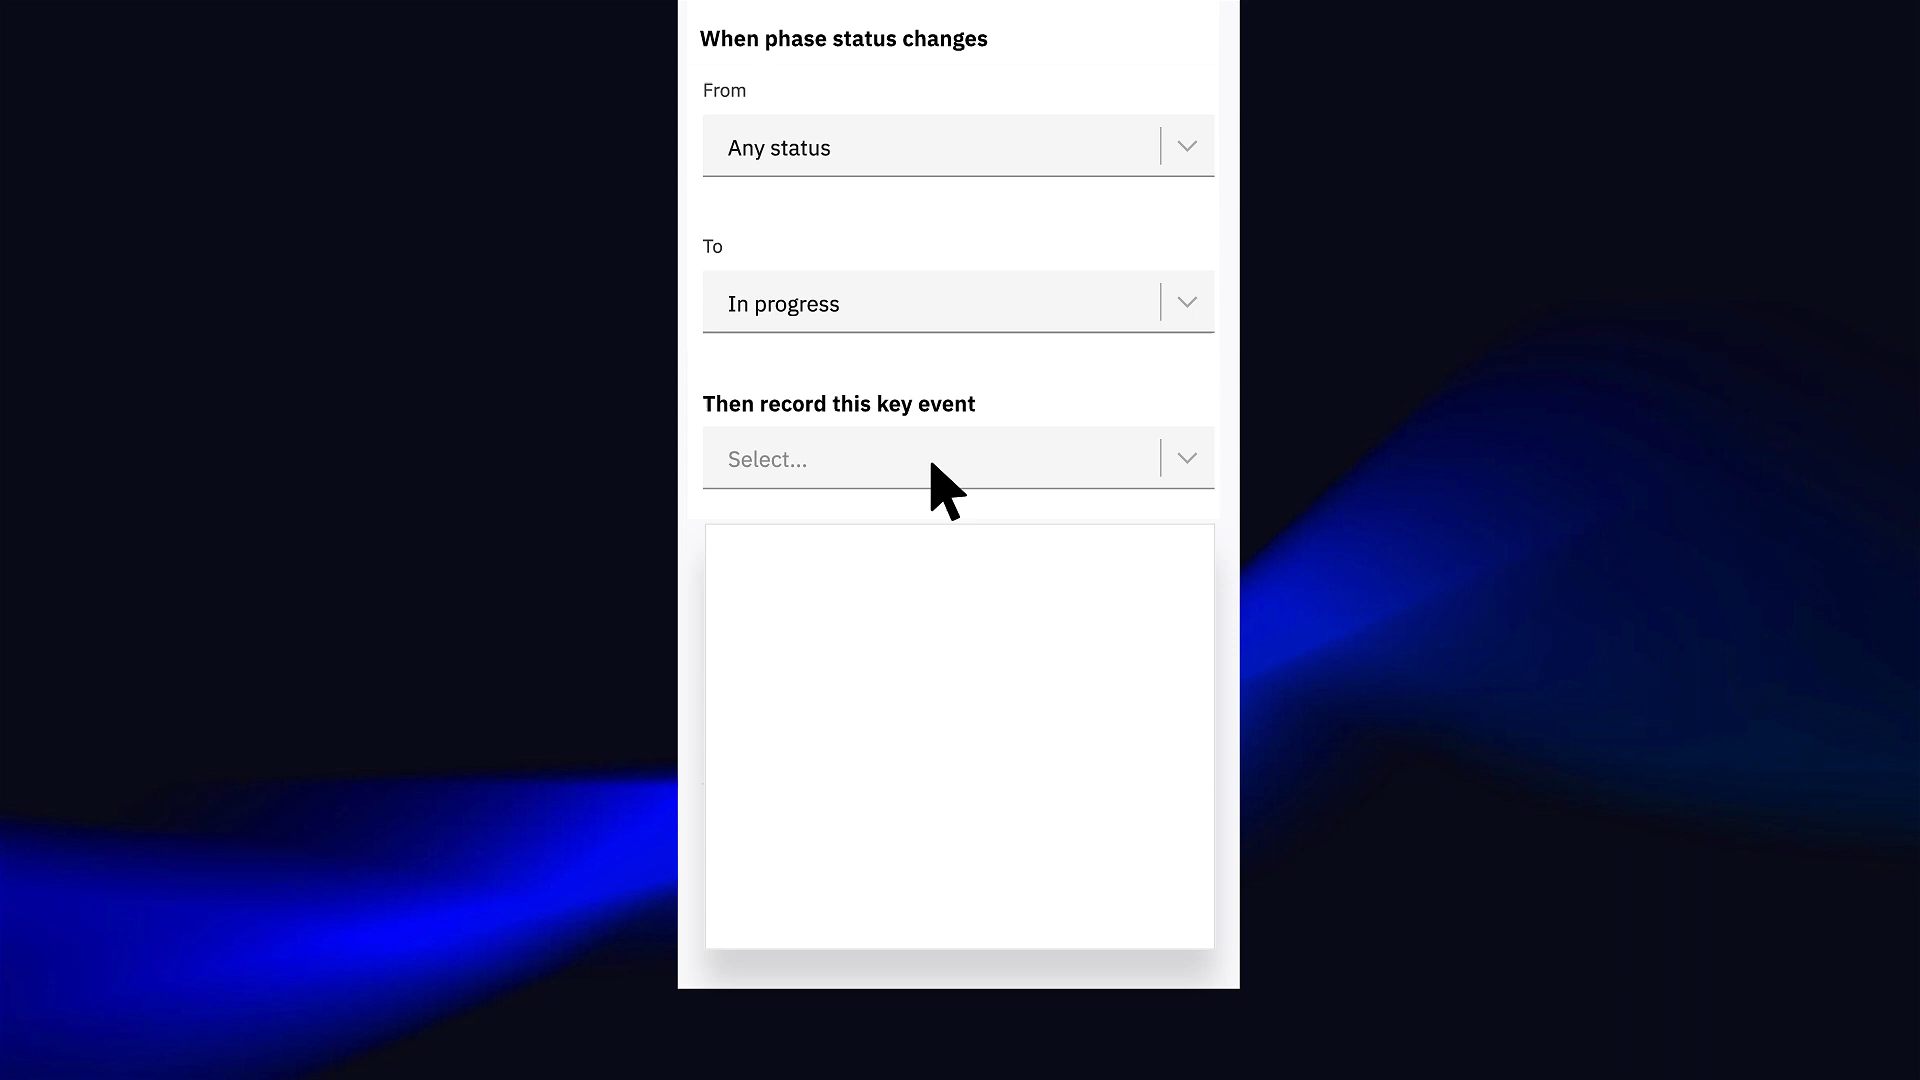 When phase status changes
From
Any status
To
In progress
Then record this key event
Select...